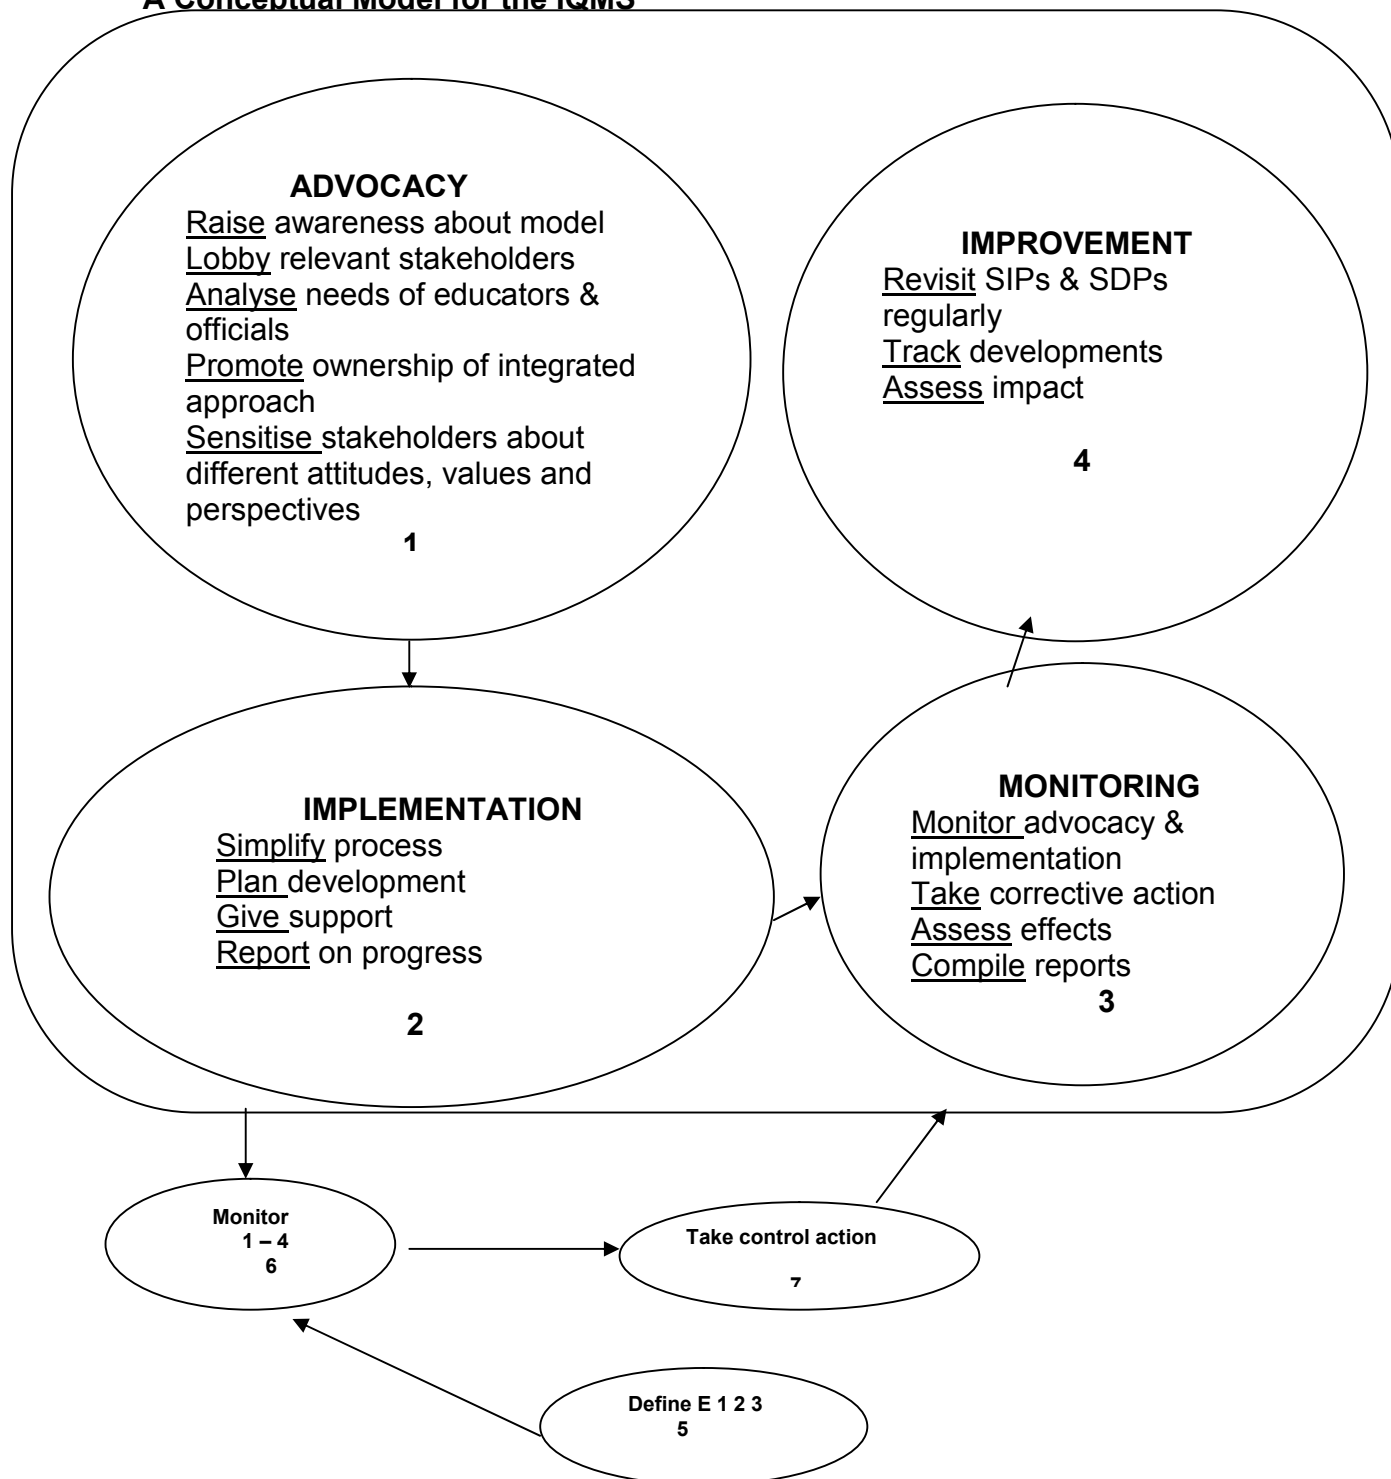 A Conceptual Model for the IQMS
ADVOCACY
Raise awareness about model
Lobby relevant stakeholders
Analyse needs of educators &
officials
Promote ownership of integrated
approach
Sensitise stakeholders about
different attitudes, values and
perspectives
1
IMPROVEMENT
Revisit SIPs & SDPs
regularly
Track developments
Assess impact
4
IMPLEMENTATION
Simplify process
Plan development
Give support
Report on progress
2
MONITORING
Monitor advocacy &
implementation
Take corrective action
Assess effects
Compile reports
3
Monitor
1 – 4
6
Take control action
7
Define E 1 2 3
5